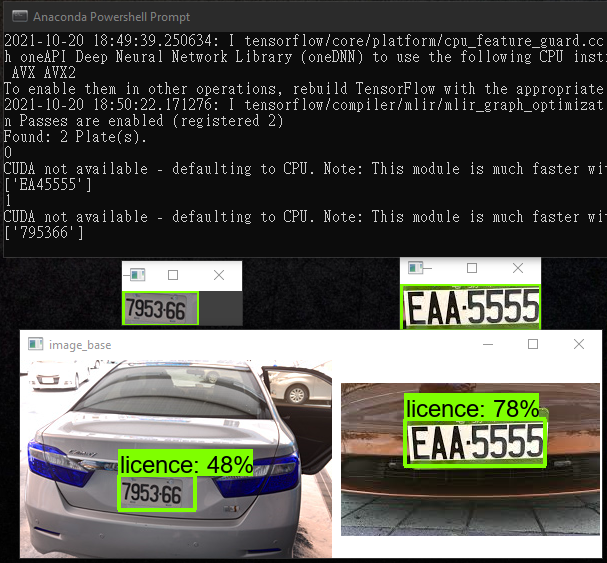 Anaconda Powershell Prompt
2021-10-20 18:49:39.250634: I tensorflow/core/platform/cpu_feature_guard.cc
h oneAPI Deep Neural Network Library (oneDNN) to use the following CPU inst
AVX AVX2
To enable them in other operations, rebuild TensorFlow with the appropriate
2021-10-20 18:50:22.171276: I tensorflow/compiler/mlir/mlir_graph_optimizat
n Passes are enabled (registered 2)
Found: 2 Plate(s).
0
CUDA not available - defaulting to CPU. Note: This module is much faster wi
['EA45555']
1
CUDA not available - defaulting to CPU. Note: This module is much faster wi
['795366']
7953·66
EAA·5555
image_base
licence: 48%
7953·66
licence: 78%
EAA·5555